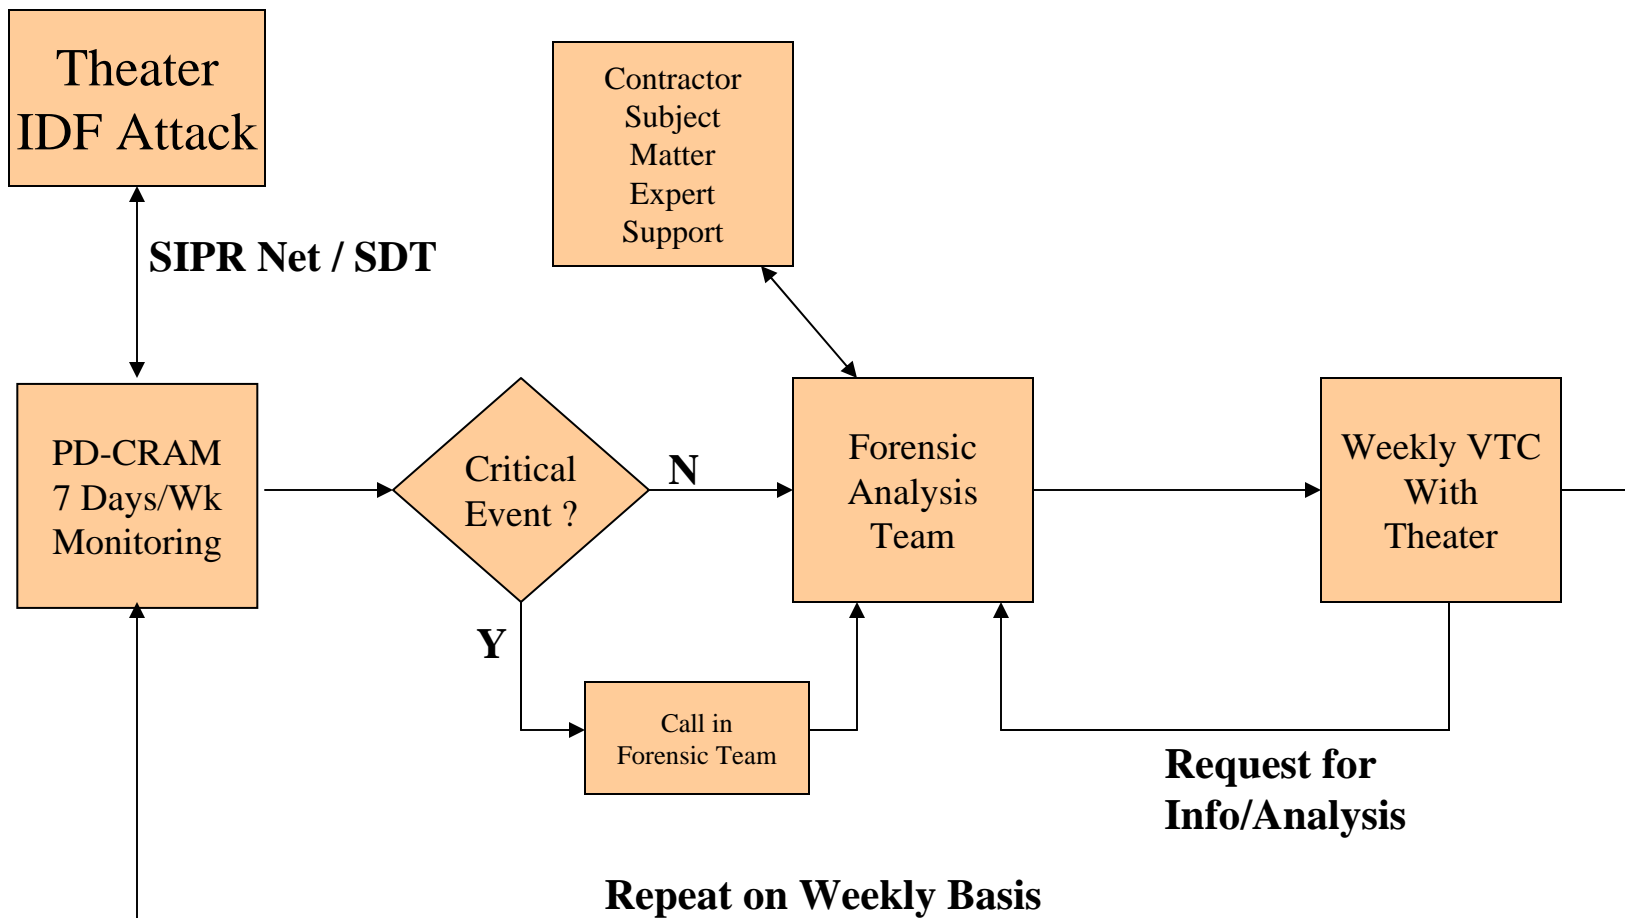 Theater
IDF Attack
Contractor
Subject
Matter
Expert
Support
SIPR Net / SDT
PD-CRAM
7 Days/Wk
Monitoring
Critical
Event ?
N
Forensic
Analysis
Team
Weekly VTC
With
Theater
Y
Call in
Forensic Team
Request for
Info/Analysis
Repeat on Weekly Basis